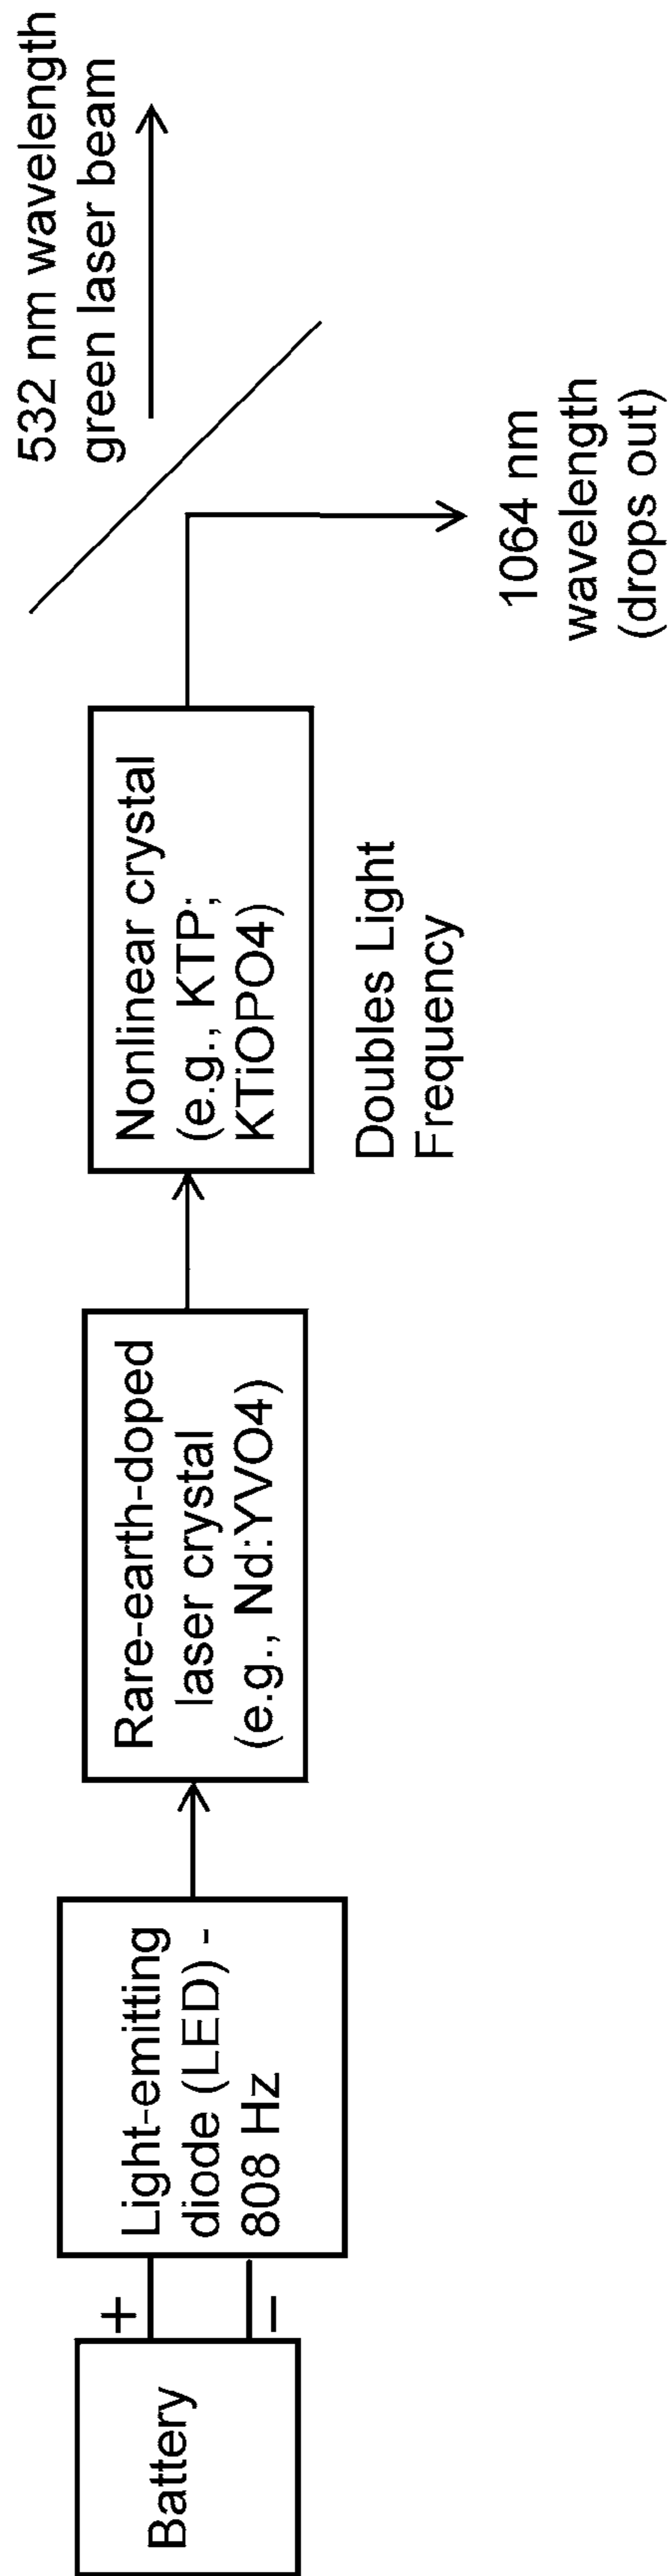 Battery
+
−
Light-emitting
diode (LED) -
808 Hz
Rare-earth-doped
laser crystal
(e.g., Nd:YVO4)
Nonlinear crystal
(e.g., KTP;
KTiOPO4)
Doubles Light
Frequency
532 nm wavelength
green laser beam
1064 nm
wavelength
(drops out)